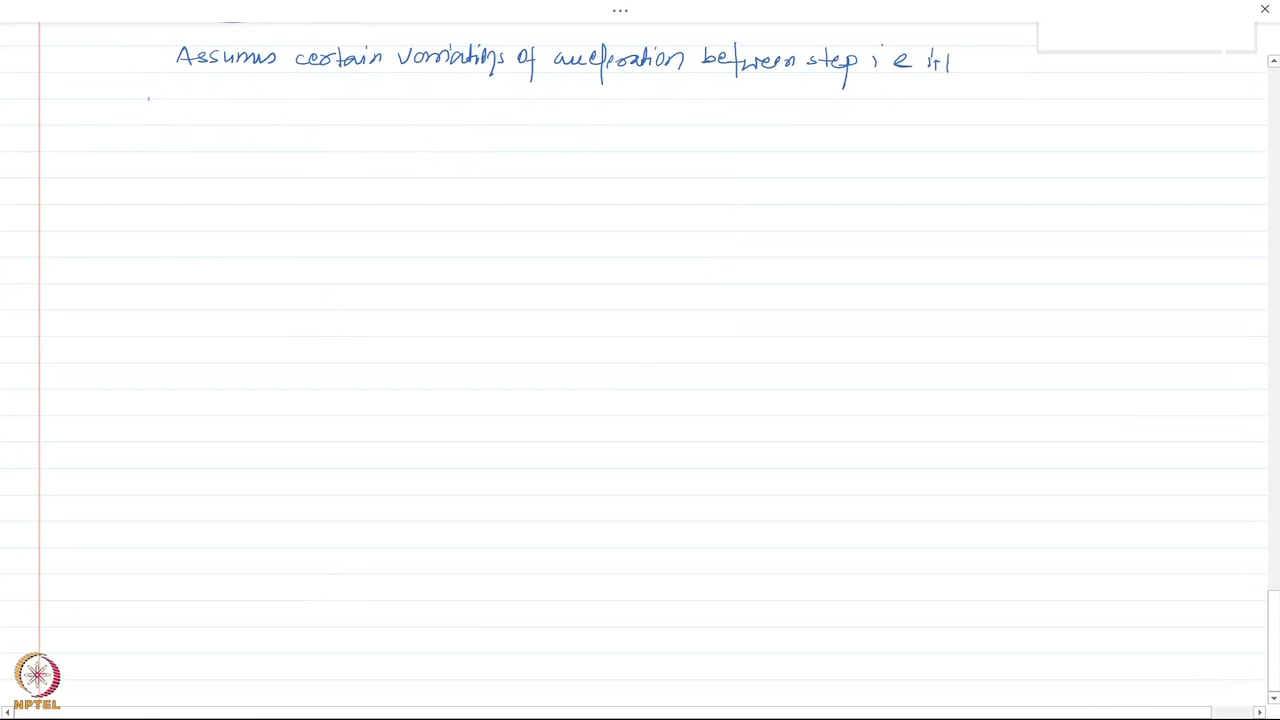 Assumes certain variations of acceleration between step i & i+1
NPTEL